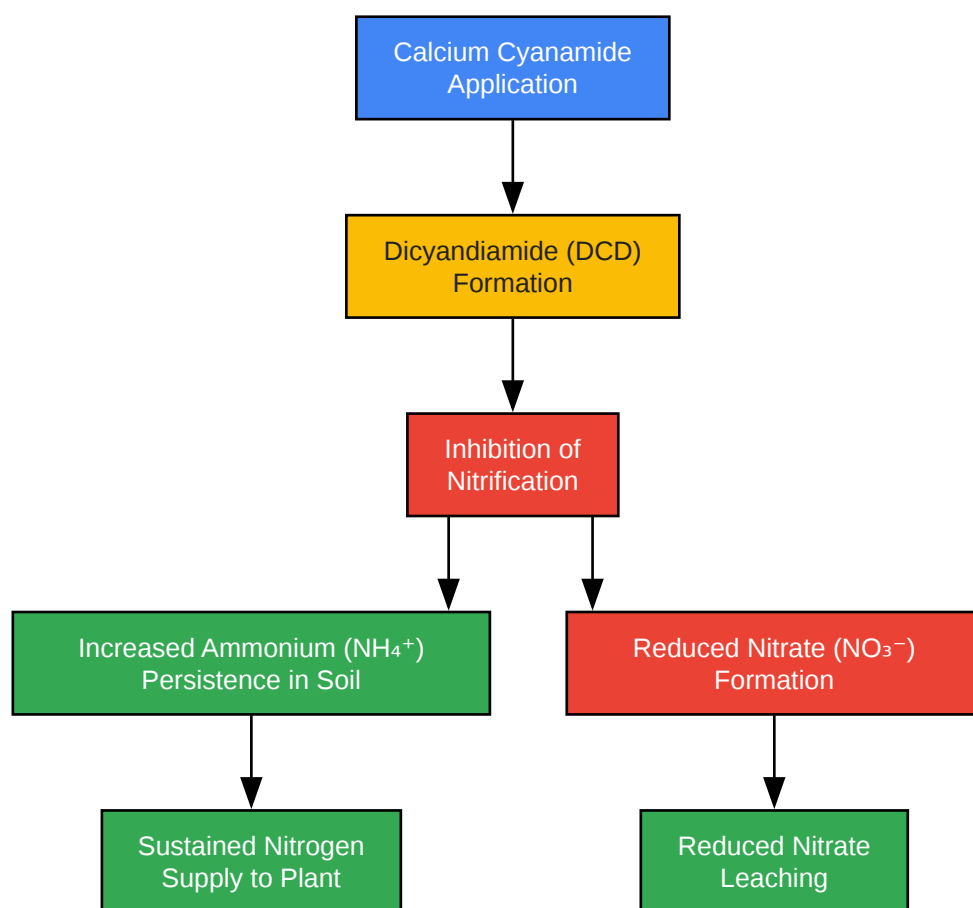 Calcium Cyanamide
Application
Dicyandiamide (DCD)
Formation
Inhibition of
Nitrification
Increased Ammonium (NH₄⁺)
Persistence in Soil
Reduced Nitrate (NO₃⁻)
Formation
Sustained Nitrogen
Supply to Plant
Reduced Nitrate
Leaching